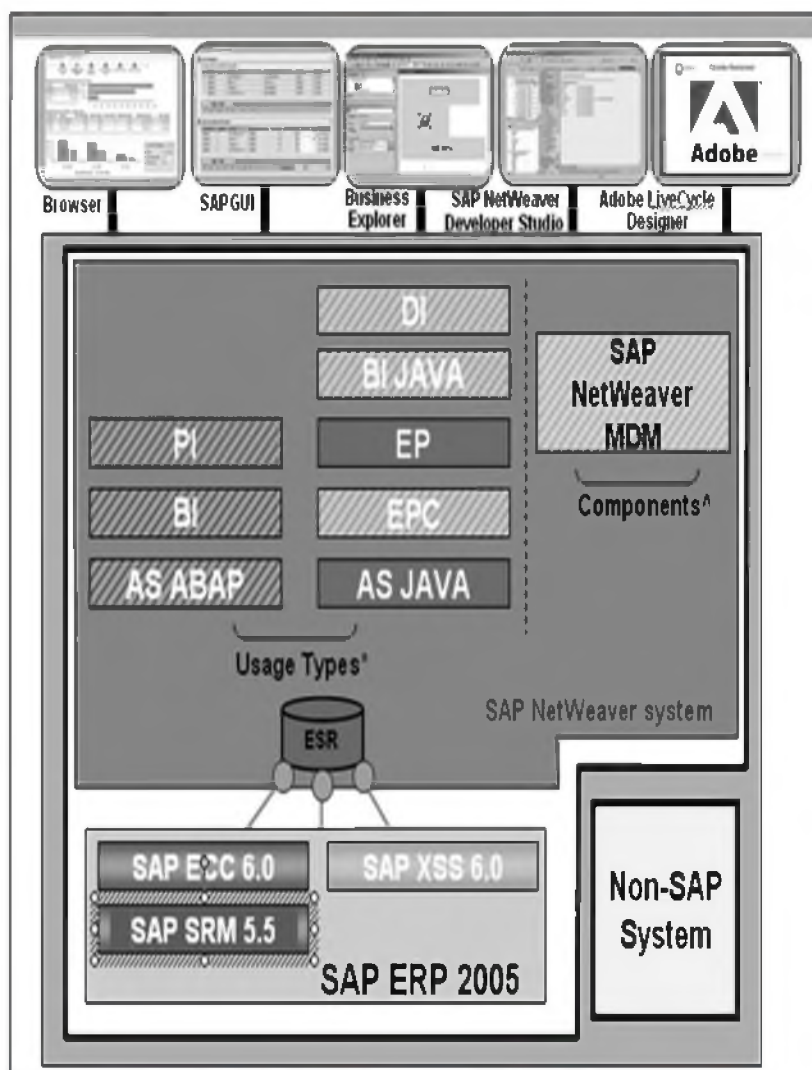 Adobe
Browser
SAPGUI
Business
Explorer
SAP NetWeaver
Developer Studio
Adobe LiveCycle
Designer
DI
BI JAVA
PI
EP
BI
EPC
AS ABAP
AS JAVA
Usage Types*
SAP
NetWeaver
MDM
Components^
SAP NetWeaver system
ESR
SAP ECC 6.0
SAP XSS 6.0
SAP SRM 5.5
SAP ERP 2005
Non-SAP
System